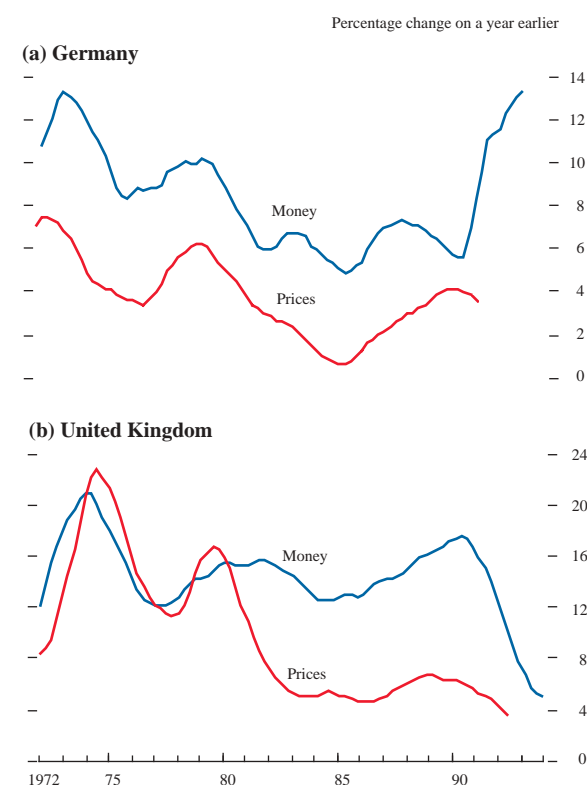 Percentage change on a year earlier
(a) Germany
14
12
10
8
Money
6
Prices
4
2
0
(b) United Kingdom
24
20
Money
16
12
8
Prices
4
0
1972 75 80 85 90